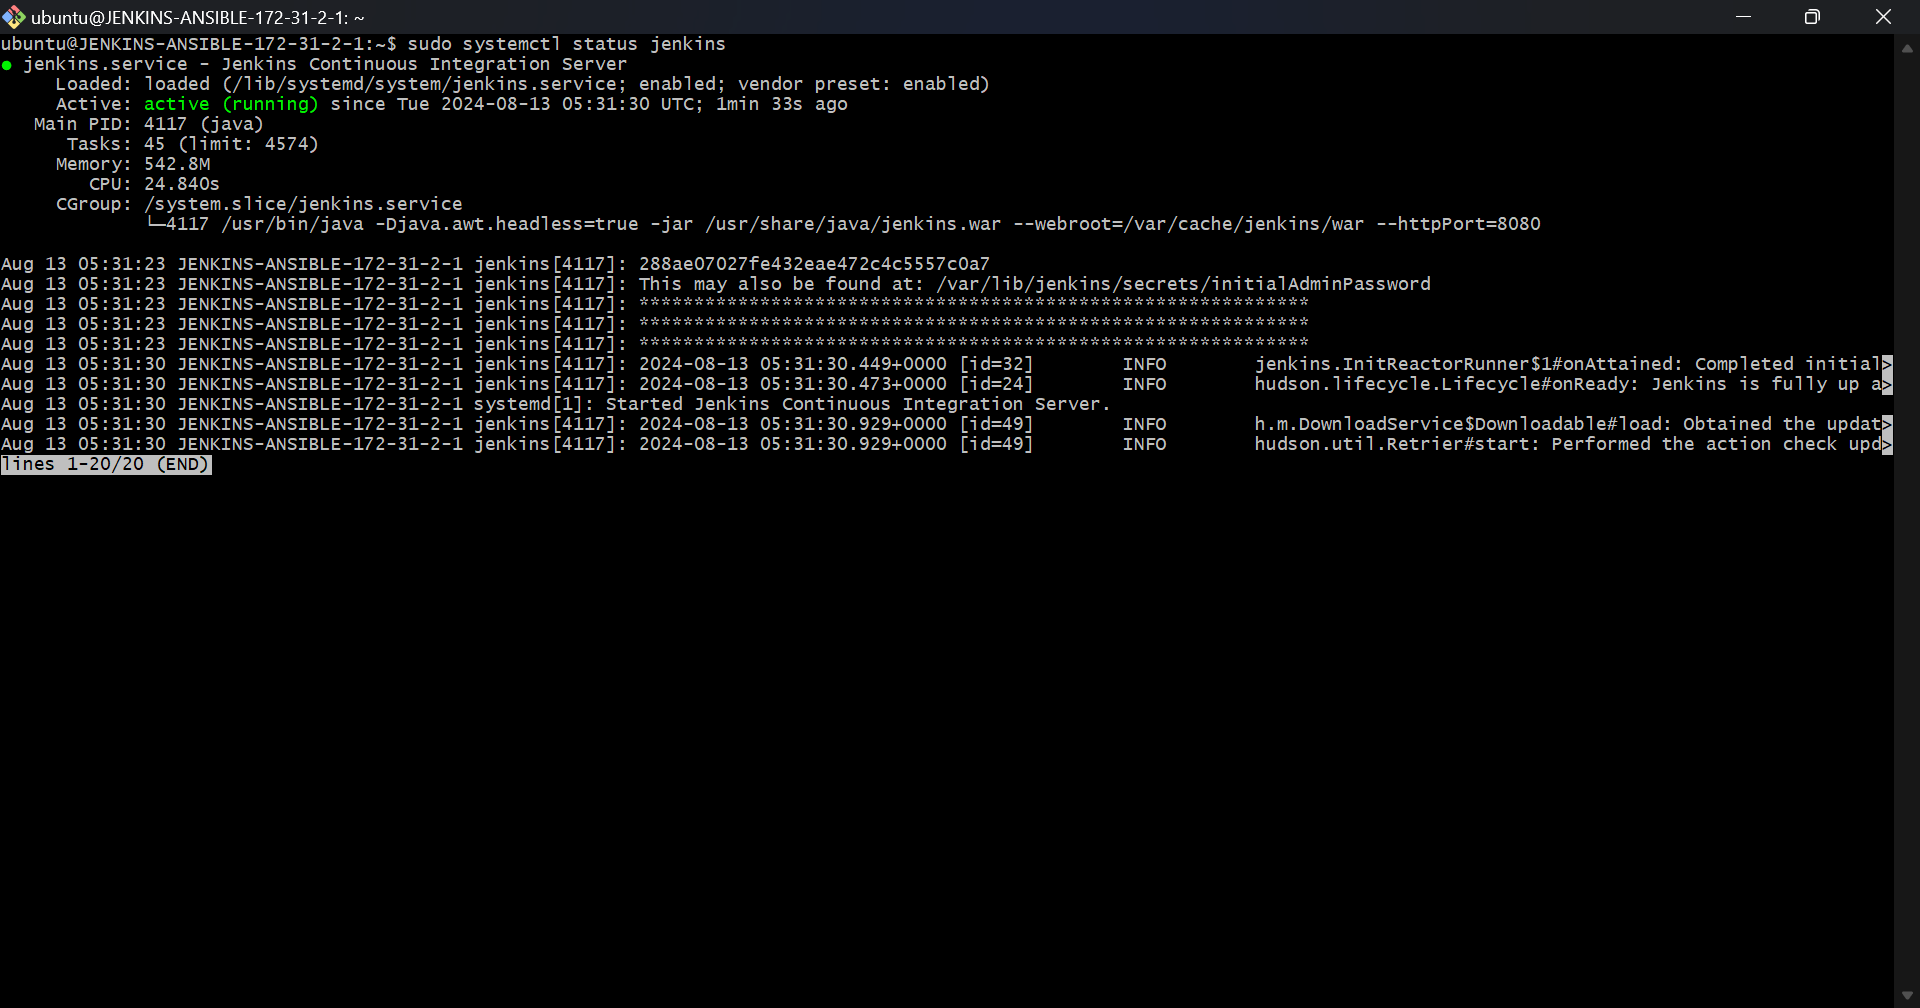 ubuntu@JENKINS-ANSIBLE-172-31-2-1: ~
ubuntu@JENKINS-ANSIBLE-172-31-2-1:~$ sudo systemctl status jenkins
● jenkins.service - Jenkins Continuous Integration Server
     Loaded: loaded (/lib/systemd/system/jenkins.service; enabled; vendor preset: enabled)
     Active: active (running) since Tue 2024-08-13 05:31:30 UTC; 1min 33s ago
   Main PID: 4117 (java)
      Tasks: 45 (limit: 4574)
     Memory: 542.8M
        CPU: 24.840s
     CGroup: /system.slice/jenkins.service
             └─4117 /usr/bin/java -Djava.awt.headless=true -jar /usr/share/java/jenkins.war --webroot=/var/cache/jenkins/war --httpPort=8080
Aug 13 05:31:23 JENKINS-ANSIBLE-172-31-2-1 jenkins[4117]: 288ae07027fe432eae472c4c5557c0a7
Aug 13 05:31:23 JENKINS-ANSIBLE-172-31-2-1 jenkins[4117]: This may also be found at: /var/lib/jenkins/secrets/initialAdminPassword
Aug 13 05:31:23 JENKINS-ANSIBLE-172-31-2-1 jenkins[4117]: *************************************************************
Aug 13 05:31:23 JENKINS-ANSIBLE-172-31-2-1 jenkins[4117]: *************************************************************
Aug 13 05:31:23 JENKINS-ANSIBLE-172-31-2-1 jenkins[4117]: *************************************************************
Aug 13 05:31:30 JENKINS-ANSIBLE-172-31-2-1 jenkins[4117]: 2024-08-13 05:31:30.449+0000 [id=32]        INFO        jenkins.InitReactorRunner$1#onAttained: Completed initial>
Aug 13 05:31:30 JENKINS-ANSIBLE-172-31-2-1 jenkins[4117]: 2024-08-13 05:31:30.473+0000 [id=24]        INFO        hudson.lifecycle.Lifecycle#onReady: Jenkins is fully up a>
Aug 13 05:31:30 JENKINS-ANSIBLE-172-31-2-1 systemd[1]: Started Jenkins Continuous Integration Server.
Aug 13 05:31:30 JENKINS-ANSIBLE-172-31-2-1 jenkins[4117]: 2024-08-13 05:31:30.929+0000 [id=49]        INFO        h.m.DownloadService$Downloadable#load: Obtained the updat>
Aug 13 05:31:30 JENKINS-ANSIBLE-172-31-2-1 jenkins[4117]: 2024-08-13 05:31:30.929+0000 [id=49]        INFO        hudson.util.Retrier#start: Performed the action check upd>
lines 1-20/20 (END)